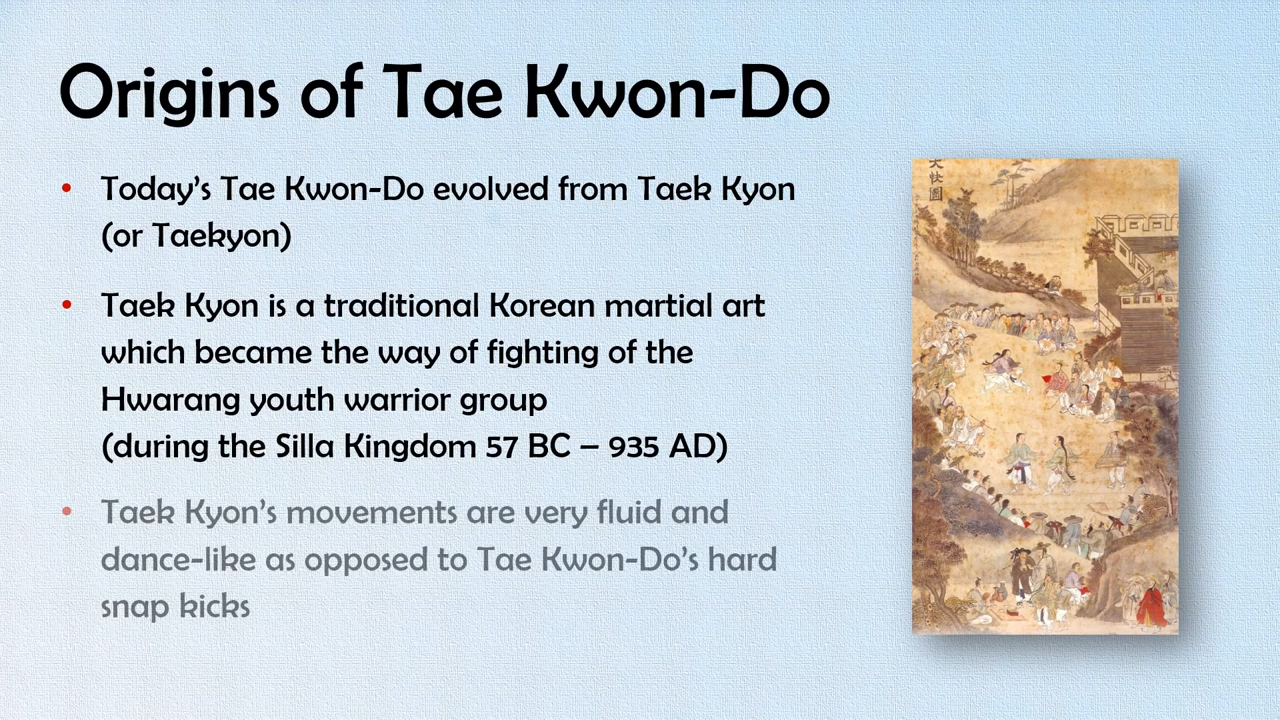 Origins of Tae Kwon-Do
• Today's Tae Kwon-Do evolved from Taek Kyon
(or Taekyon)
• Taek Kyon is a traditional Korean martial art
which became the way of fighting of the
Hwarang youth warrior group
(during the Silla Kingdom 57 BC – 935 AD)
• Taek Kyon's movements are very fluid and
dance-like as opposed to Tae Kwon-Do's hard
snap kicks
大
快
圖